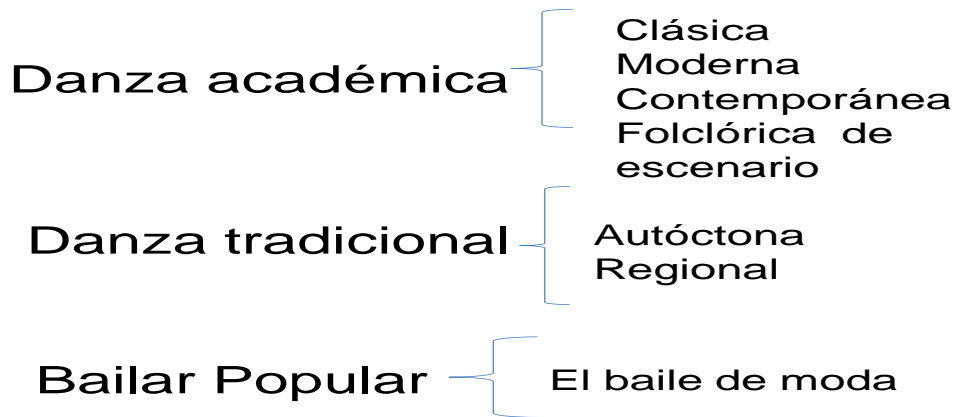 Danza académica
Clásica
Moderna
Contemporánea
Folclórica de
escenario
Danza tradicional
Autóctona
Regional
Bailar Popular
El baile de moda